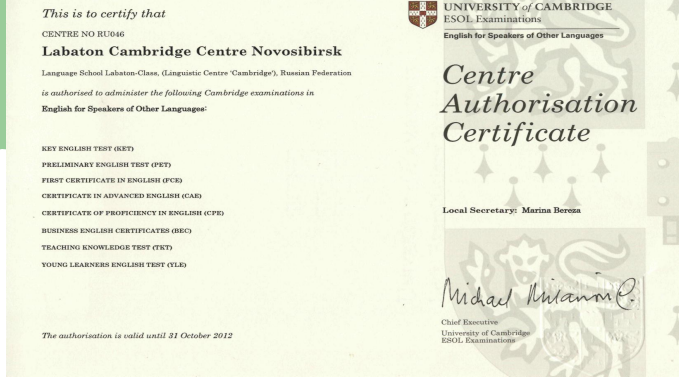 This is to certify that
CENTRE NO RU046
Labaton Cambridge Centre Novosibirsk
Language School Labaton-Class, (Linguistic Centre 'Cambridge'), Russian Federation
is authorised to administer the following Cambridge examinations in
English for Speakers of Other Languages:
KEY ENGLISH TEST (KET)
PRELIMINARY ENGLISH TEST (PET)
FIRST CERTIFICATE IN ENGLISH (FCE)
CERTIFICATE IN ADVANCED ENGLISH (CAE)
CERTIFICATE OF PROFICIENCY IN ENGLISH (CPE)
BUSINESS ENGLISH CERTIFICATES (BEC)
TEACHING KNOWLEDGE TEST (TKT)
YOUNG LEARNERS ENGLISH TEST (YLE)
The authorisation is valid until 31 October 2012
UNIVERSITY of CAMBRIDGE
ESOL Examinations
English for Speakers of Other Languages
Centre
Authorisation
Certificate
Local Secretary: Marina Bereza
Michael
Chief Executive
University of Cambridge
ESOL Examinations